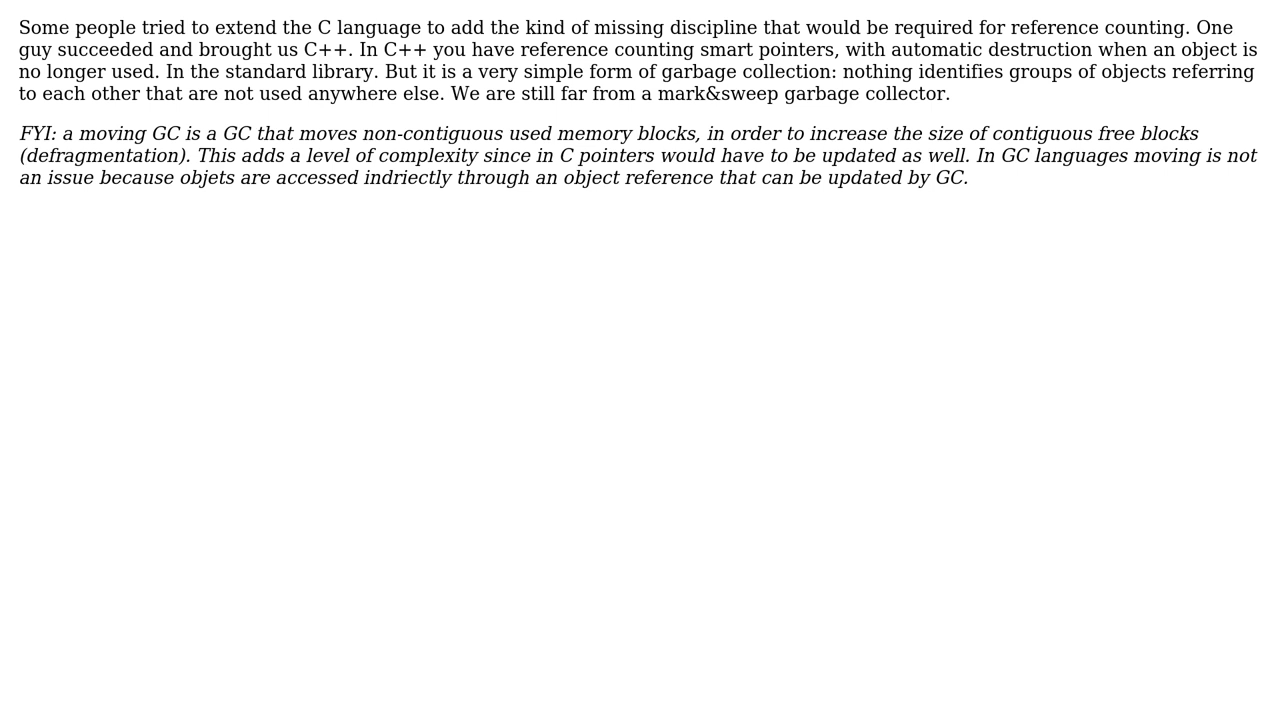 Some people tried to extend the C language to add the kind of missing discipline that would be required for reference counting. One
guy succeeded and brought us C++. In C++ you have reference counting smart pointers, with automatic destruction when an object is
no longer used. In the standard library. But it is a very simple form of garbage collection: nothing identifies groups of objects referring
to each other that are not used anywhere else. We are still far from a mark&sweep garbage collector.
FYI: a moving GC is a GC that moves non-contiguous used memory blocks, in order to increase the size of contiguous free blocks
(defragmentation). This adds a level of complexity since in C pointers would have to be updated as well. In GC languages moving is not
an issue because objets are accessed indriectly through an object reference that can be updated by GC.